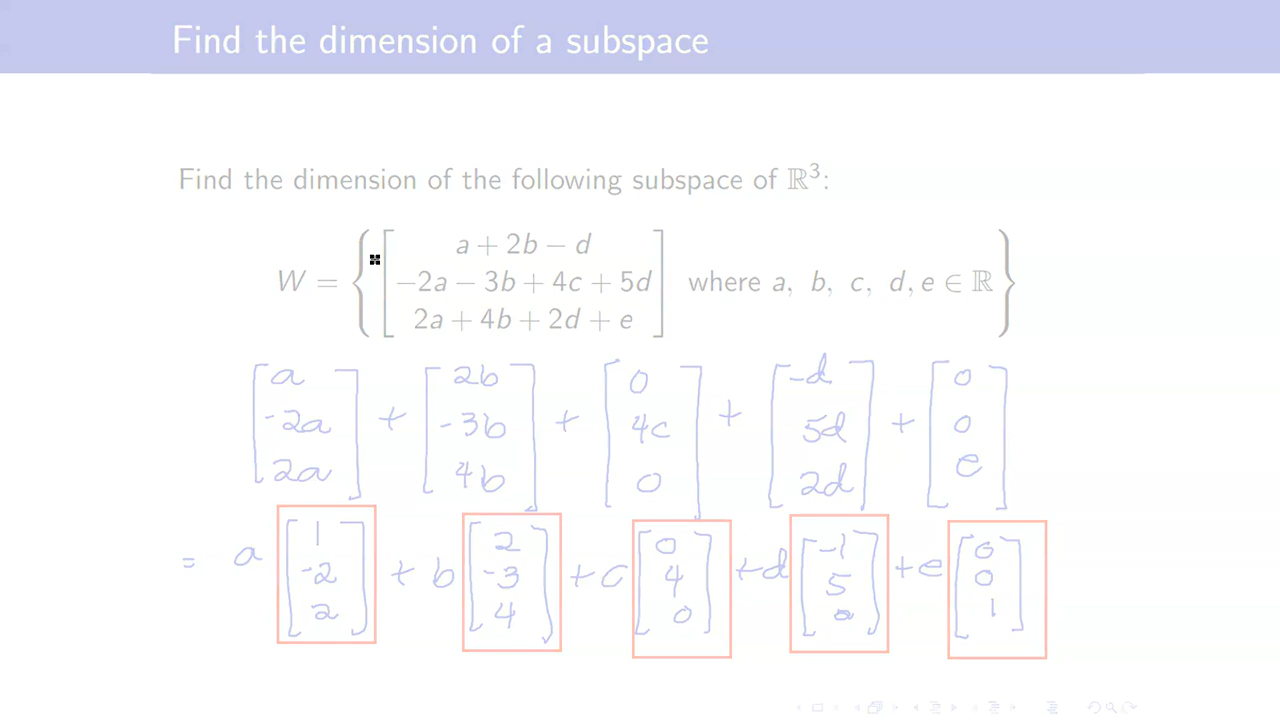 Find the dimension of a subspace
Find the dimension of the following subspace of ℝ³:
a + 2b − d
W = { [ −2a − 3b + 4c + 5d ] where a, b, c, d, e ∈ ℝ }
2a + 4b + 2d + e
a 2b 0 -d 0
[ -2a ] + [ -3b ] + [ 4c ] + [ 5d ] + [ 0 ]
2a 4b 0 2d e
1 2 0 -1 0
= a [ -2 ] + b [ -3 ] + c [ 4 ] + d [ 5 ] + e [ 0 ]
2 4 0 2 1